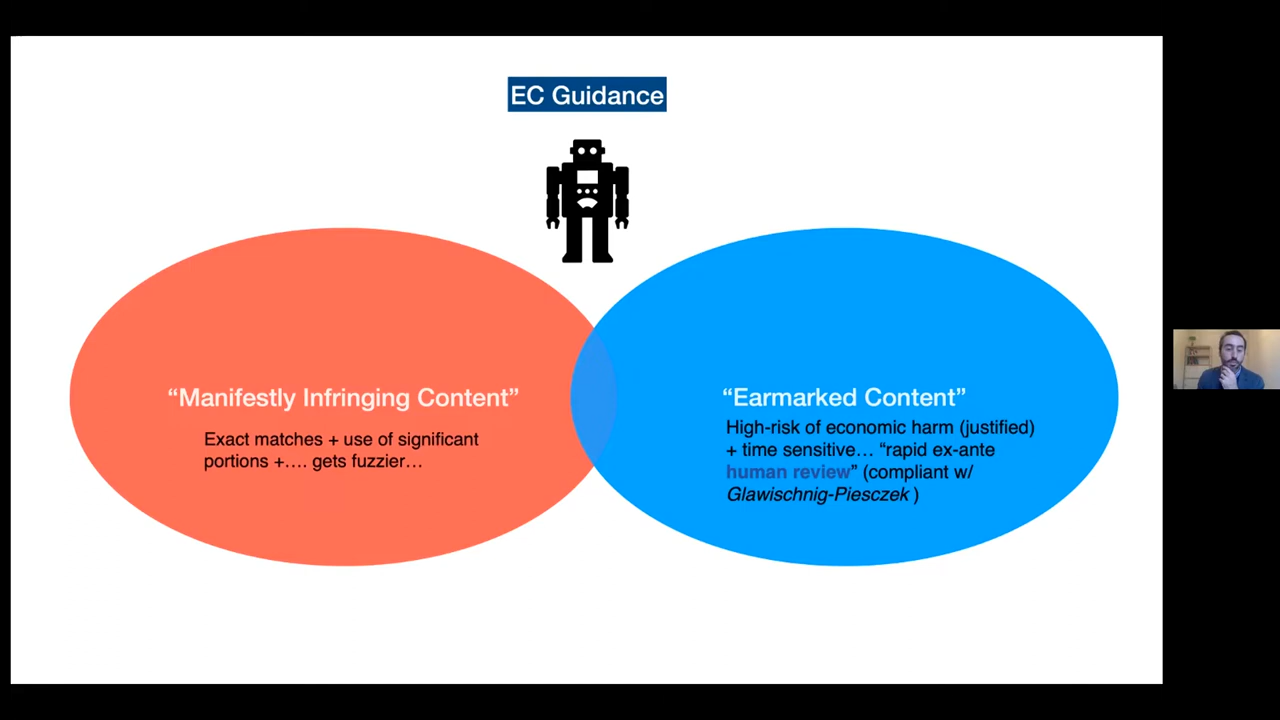 EC Guidance
“Manifestly Infringing Content”
Exact matches + use of significant
portions +…. gets fuzzier…
“Earmarked Content”
High-risk of economic harm (justified)
+ time sensitive… “rapid ex-ante
human review” (compliant w/
Glawischnig-Piesczek )